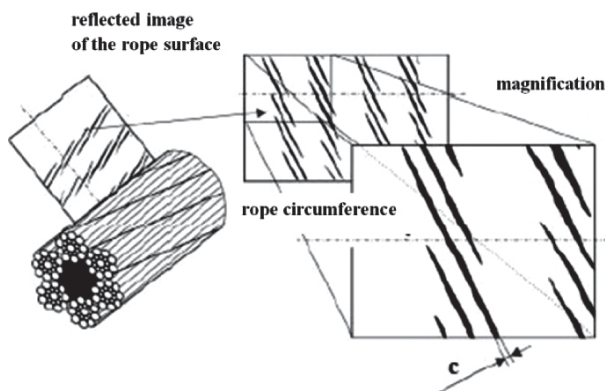 reflected image
of the rope surface
magnification
rope circumference
c